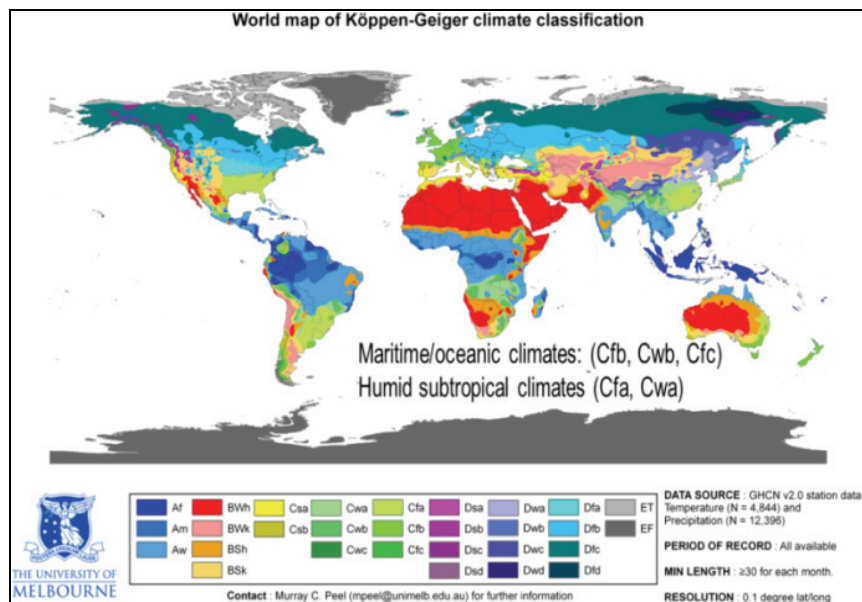 World map of Köppen-Geiger climate classification
Maritime/oceanic climates: (Cfb, Cwb, Cfc)
Humid subtropical climates (Cfa, Cwa)
THE UNIVERSITY OF
MELBOURNE
Af BWh Csa Cwa Cfa Dsa Dwa Dfa ET
Am BWk Csb Cwb Cfb Dsb Dwb Dfb EF
Aw BSh Cwc Cfc Dsc Dwc Dfc
BSk Dsd Dwd Dfd
Contact : Murray C. Peel (mpeel@unimelb.edu.au) for further information
DATA SOURCE : GHCN v2.0 station data
Temperature (N = 4,844) and
Precipitation (N = 12,396)
PERIOD OF RECORD : All available
MIN LENGTH : ≥30 for each month.
RESOLUTION : 0.1 degree lat/long